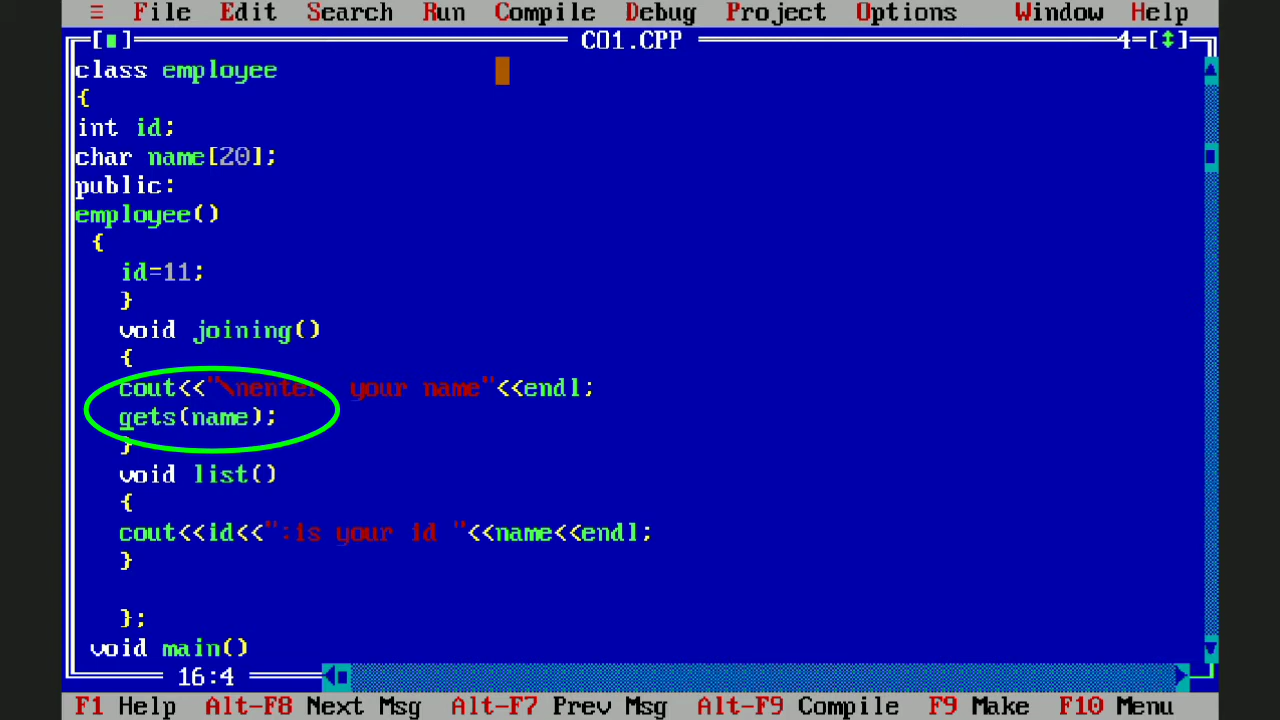 ≡ File Edit Search Run Compile Debug Project Options Window Help
[■] CO1.CPP 4=[↕]
class employee
{
int id;
char name[20];
public:
employee()
{
id=11;
}
void joining()
{
cout<<"\nenter your name"<<endl;
gets(name);
}
void list()
{
cout<<id<<":is your id "<<name<<endl;
}
};
void main()
16:4
F1 Help Alt-F8 Next Msg Alt-F7 Prev Msg Alt-F9 Compile F9 Make F10 Menu